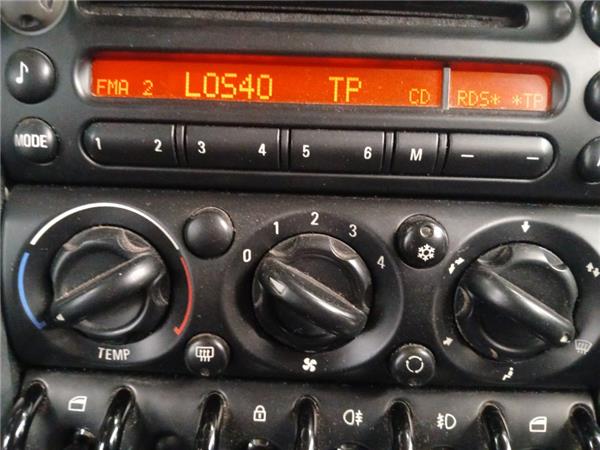 FMA 2 LOS40 TP CD RDS* *TP
MODE
1 2 3 4 5 6 M — —
0 1 2 3 4
TEMP